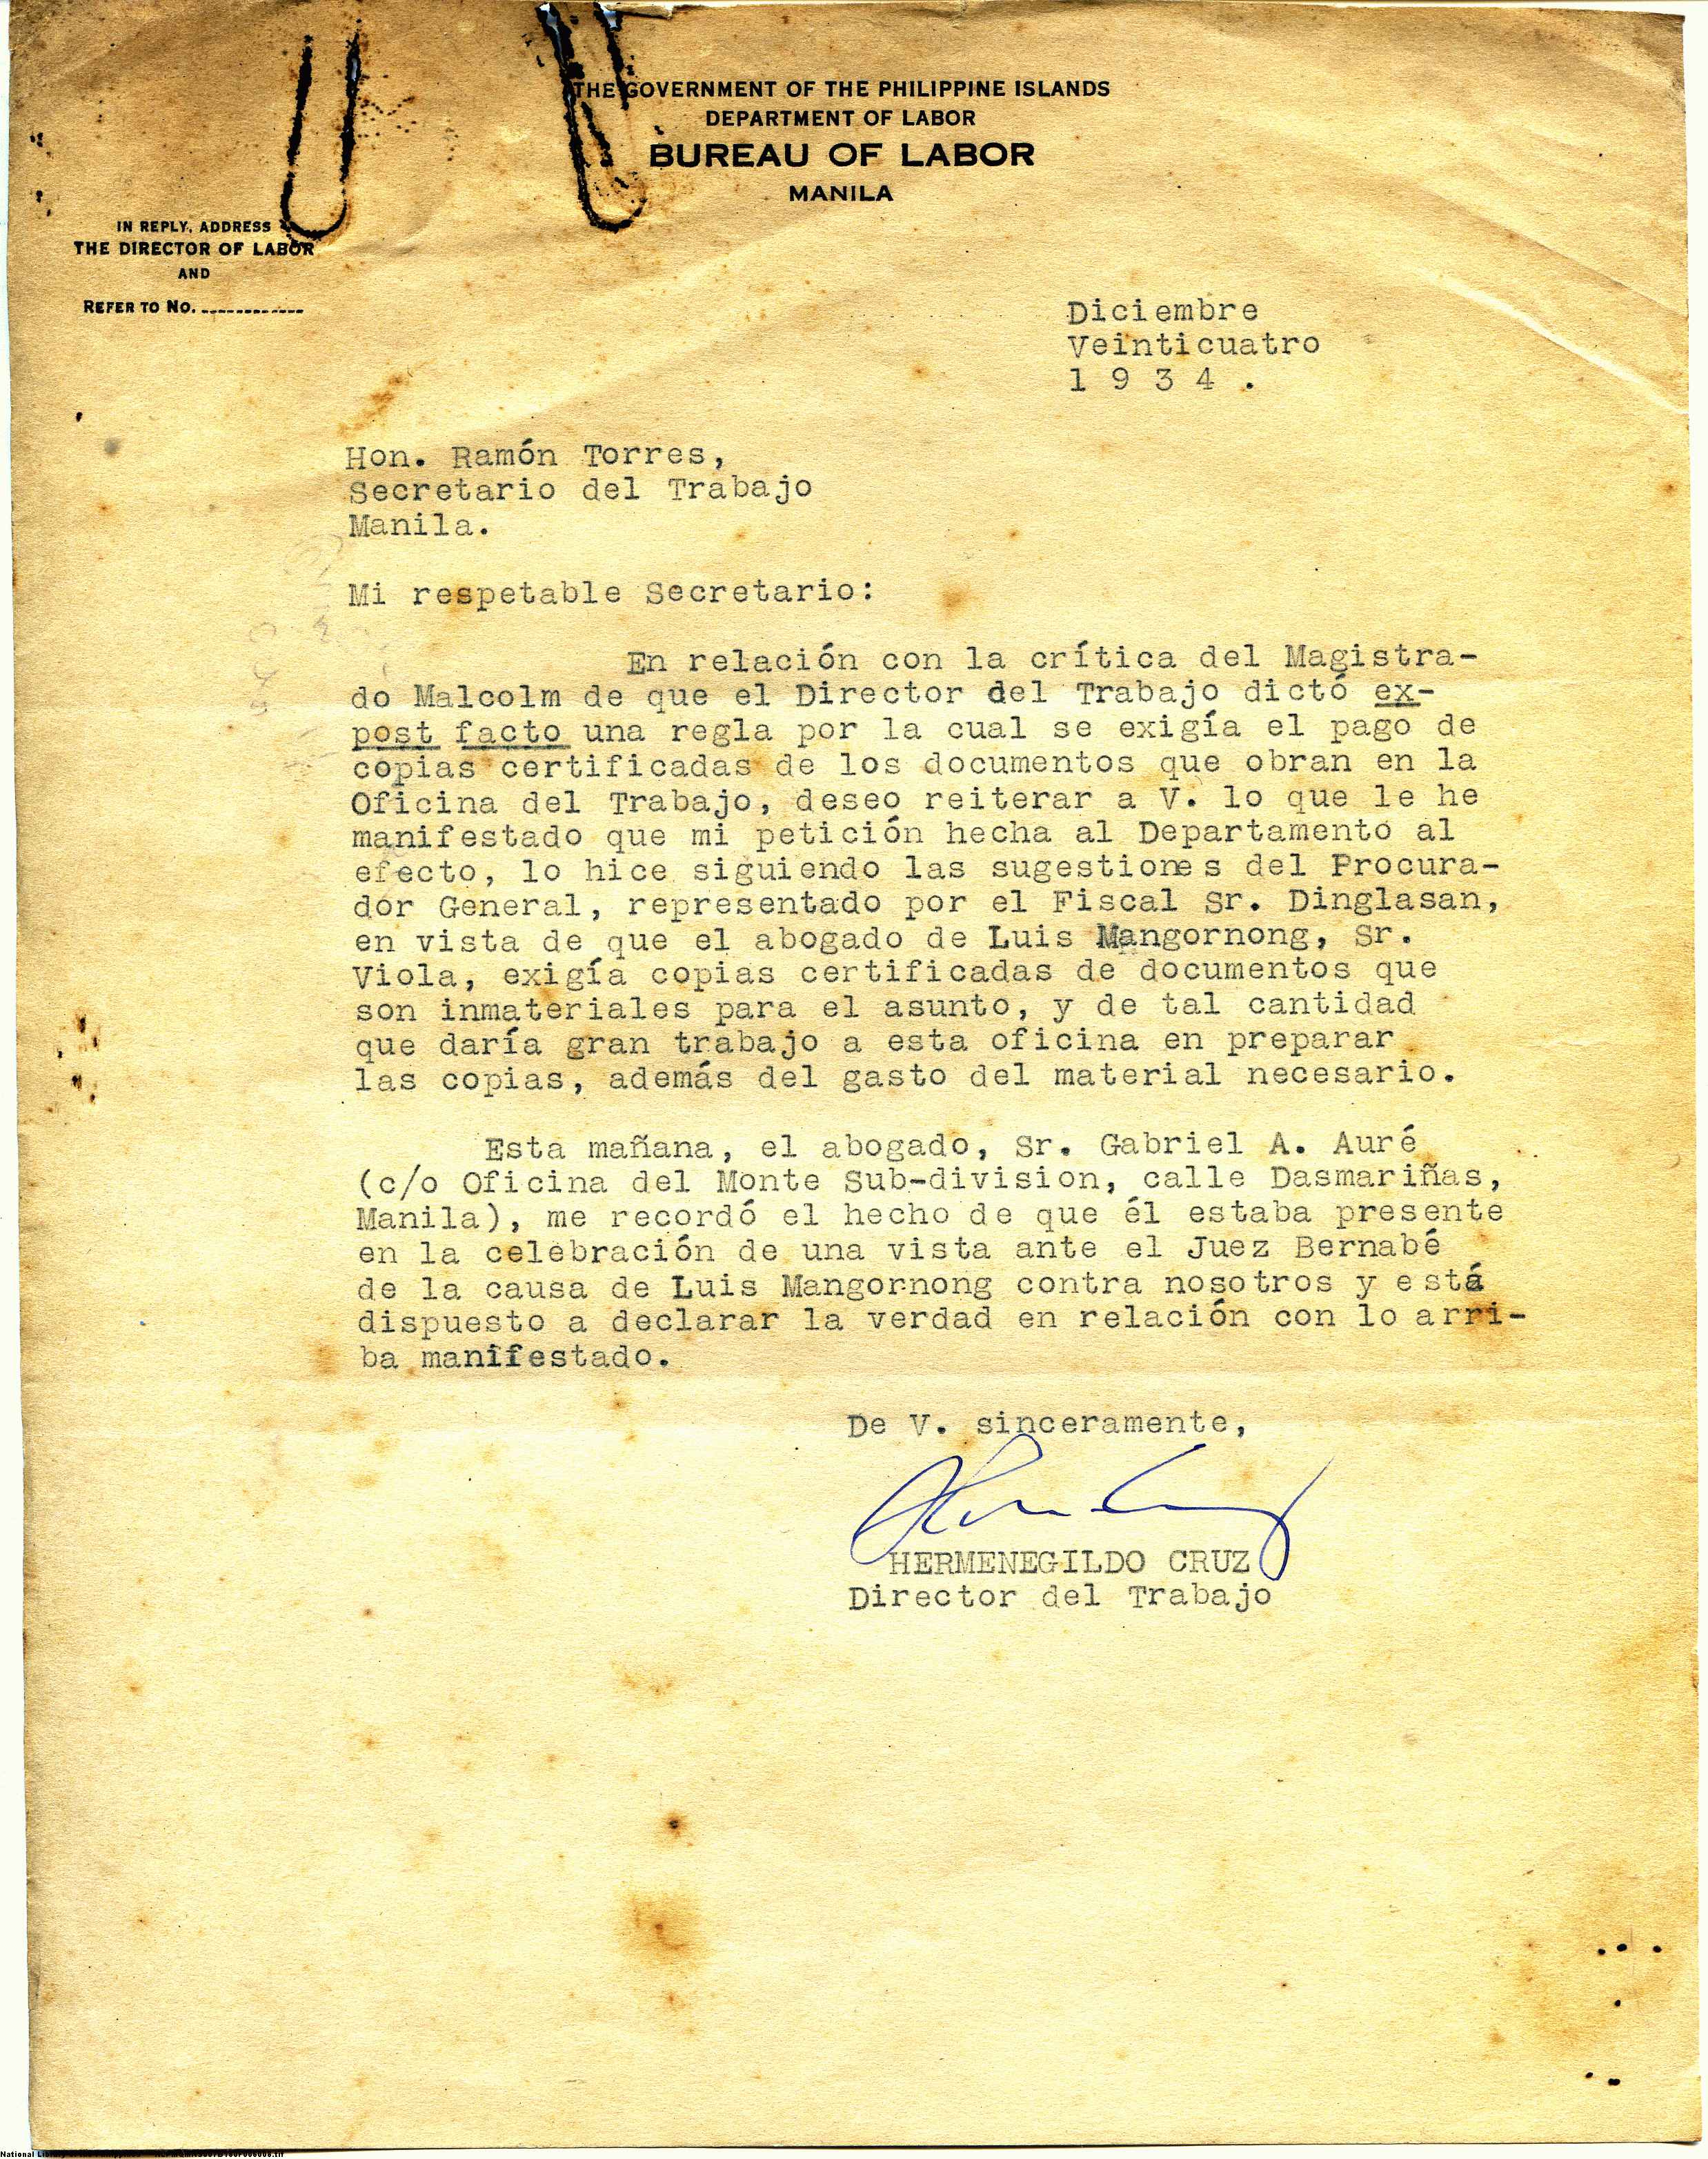 THE GOVERNMENT OF THE PHILIPPINE ISLANDS
DEPARTMENT OF LABOR
BUREAU OF LABOR
MANILA
IN REPLY, ADDRESS
THE DIRECTOR OF LABOR
AND
REFER TO NO. ------------
Diciembre
Veinticuatro
1 9 3 4 .
Hon. Ramón Torres,
Secretario del Trabajo
Manila.
Mi respetable Secretario:
En relación con la crítica del Magistra-
do Malcolm de que el Director del Trabajo dictó ex-
post facto una regla por la cual se exigía el pago de
copias certificadas de los documentos que obran en la
Oficina del Trabajo, deseo reiterar a V. lo que le he
manifestado que mi petición hecha al Departamento al
efecto, lo hice siguiendo las sugestiones del Procura-
dor General, representado por el Fiscal Sr. Dinglasan,
en vista de que el abogado de Luis Mangornong, Sr.
Viola, exigía copias certificadas de documentos que
son inmateriales para el asunto, y de tal cantidad
que daría gran trabajo a esta oficina en preparar
las copias, además del gasto del material necesario.
Esta mañana, el abogado, Sr. Gabriel A. Auré
(c/o Oficina del Monte Sub-division, calle Dasmariñas,
Manila), me recordó el hecho de que él estaba presente
en la celebración de una vista ante el Juez Bernabé
de la causa de Luis Mangornong contra nosotros y está
dispuesto a declarar la verdad en relación con lo arri-
ba manifestado.
De V. sinceramente,
HERMENEGILDO CRUZ
Director del Trabajo
National